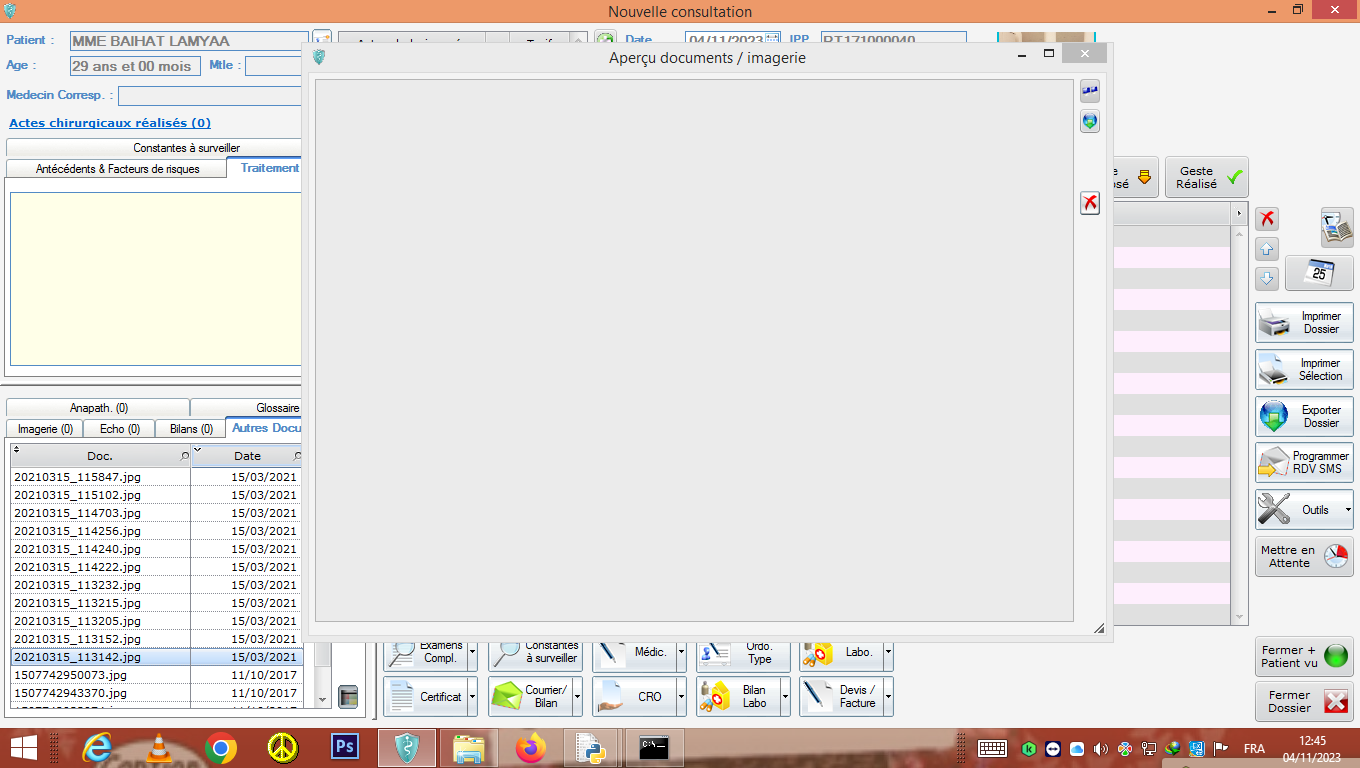 Nouvelle consultation
Patient :
MME BAIHAT LAMYAA
Date
04/11/2023
IPP
Aperçu documents / imagerie
Age :
29 ans et 00 mois
Mtle :
Medecin Corresp. :
Actes chirurgicaux réalisés (0)
Constantes à surveiller
Antécédents & Facteurs de risques
Traitement
Geste
Réalisé
25
Imprimer
Dossier
Imprimer
Sélection
Exporter
Dossier
Programmer
RDV SMS
Outils
Mettre en
Attente
Fermer +
Patient vu
Fermer
Dossier
Anapath. (0)
Glossaire
Imagerie (0)
Echo (0)
Bilans (0)
Autres Docu
Doc.
Date
20210315_115847.jpg 15/03/2021
20210315_115102.jpg 15/03/2021
20210315_114703.jpg 15/03/2021
20210315_114256.jpg 15/03/2021
20210315_114240.jpg 15/03/2021
20210315_114222.jpg 15/03/2021
20210315_113232.jpg 15/03/2021
20210315_113215.jpg 15/03/2021
20210315_113205.jpg 15/03/2021
20210315_113152.jpg 15/03/2021
20210315_113142.jpg 15/03/2021
1507742950073.jpg 11/10/2017
1507742943370.jpg 11/10/2017
Examens
Compl.
Constantes
à surveiller
Médic.
Ordo.
Type
Labo.
Certificat
Courrier/
Bilan
CRO
Bilan
Labo
Devis /
Facture
Ps
C:\_
FRA
12:45
04/11/2023